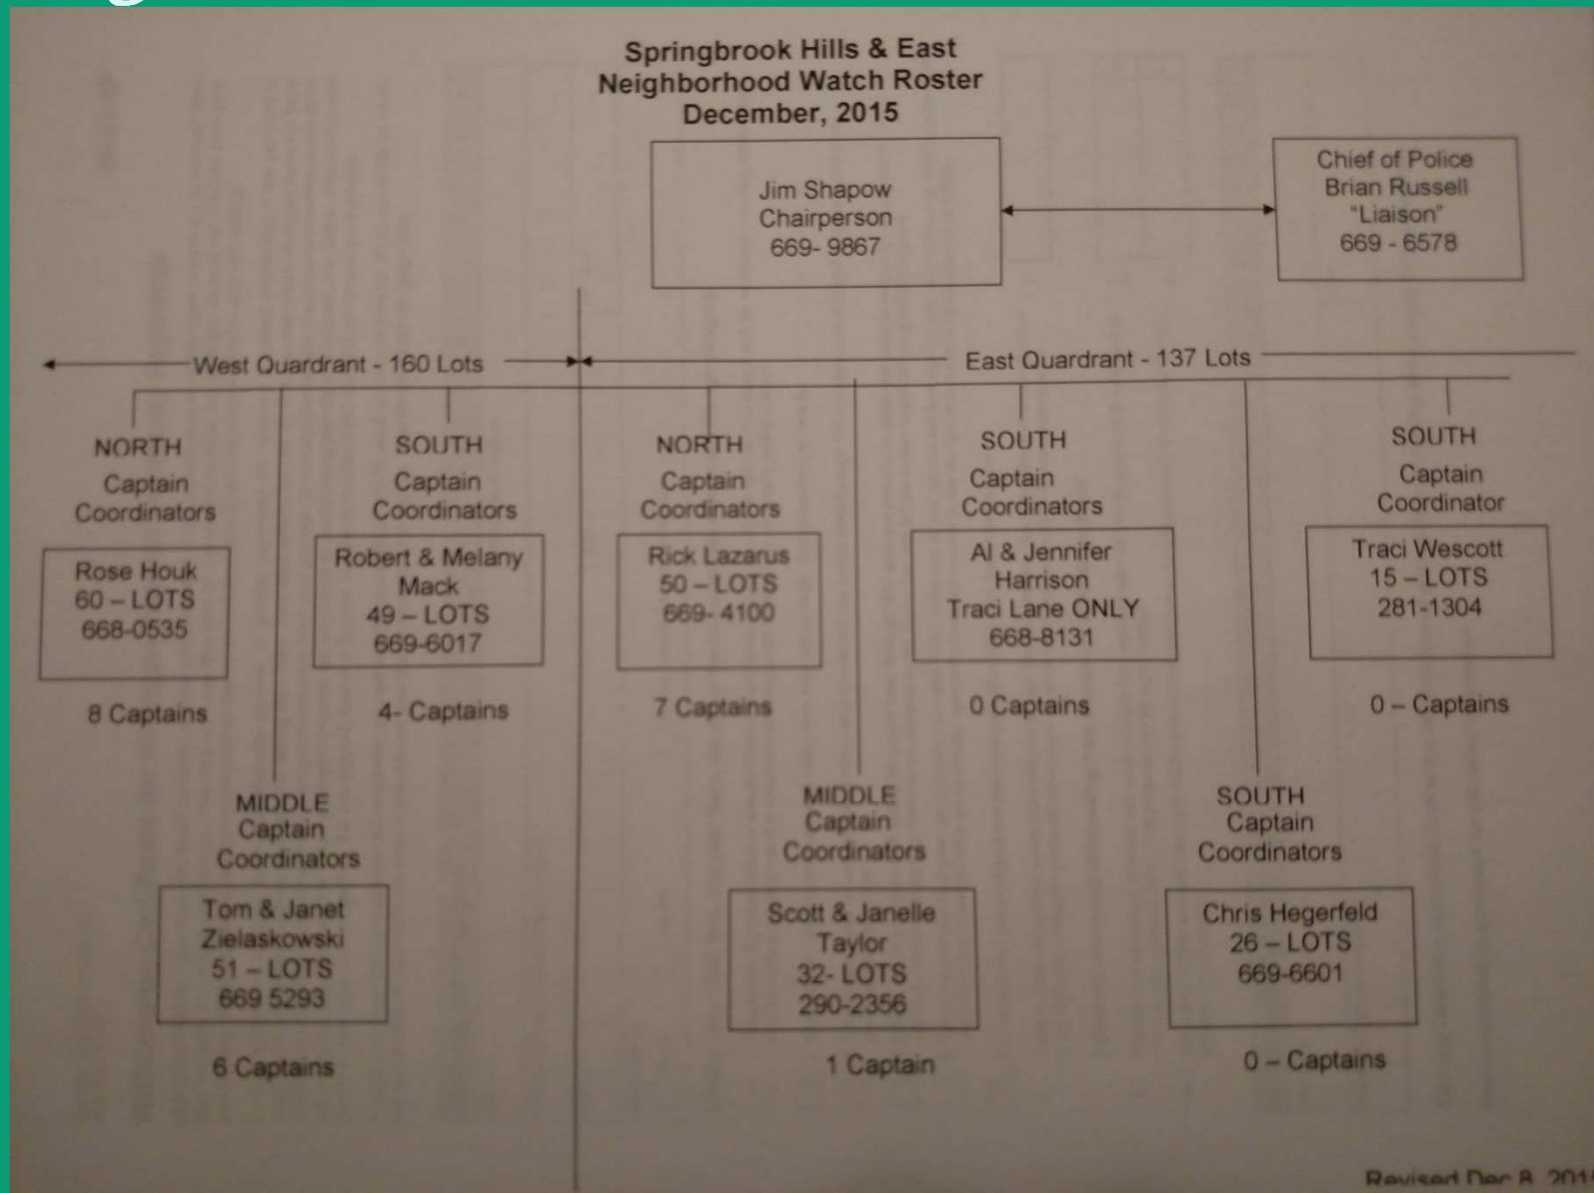 Springbrook Hills & East
Neighborhood Watch Roster
December, 2015
Jim Shapow
Chairperson
669- 9867
Chief of Police
Brian Russell
"Liaison"
669 - 6578
West Quardrant - 160 Lots
East Quardrant - 137 Lots
NORTH
Captain
Coordinators
Rose Houk
60 – LOTS
668-0535
8 Captains
SOUTH
Captain
Coordinators
Robert & Melany
Mack
49 – LOTS
669-6017
4- Captains
NORTH
Captain
Coordinators
Rick Lazarus
50 – LOTS
669- 4100
7 Captains
SOUTH
Captain
Coordinators
Al & Jennifer
Harrison
Traci Lane ONLY
668-8131
0 Captains
SOUTH
Captain
Coordinator
Traci Wescott
15 – LOTS
281-1304
0 – Captains
MIDDLE
Captain
Coordinators
Tom & Janet
Zielaskowski
51 – LOTS
669 5293
6 Captains
MIDDLE
Captain
Coordinators
Scott & Janelle
Taylor
32- LOTS
290-2356
1 Captain
SOUTH
Captain
Coordinators
Chris Hegerfeld
26 – LOTS
669-6601
0 – Captains
Revised Dec 8, 201